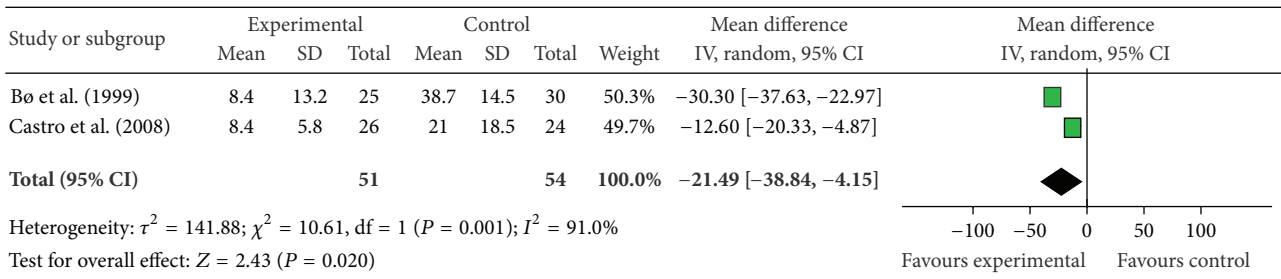 Study or subgroup Experimental Control Mean difference Mean difference
Mean SD Total Mean SD Total Weight IV, random, 95% CI IV, random, 95% CI
Bø et al. (1999) 8.4 13.2 25 38.7 14.5 30 50.3% −30.30 [−37.63, −22.97]
Castro et al. (2008) 8.4 5.8 26 21 18.5 24 49.7% −12.60 [−20.33, −4.87]
Total (95% CI) 51 54 100.0% −21.49 [−38.84, −4.15]
Heterogeneity: τ² = 141.88; χ² = 10.61, df = 1 (P = 0.001); I² = 91.0%
−100 −50 0 50 100
Test for overall effect: Z = 2.43 (P = 0.020) Favours experimental Favours control